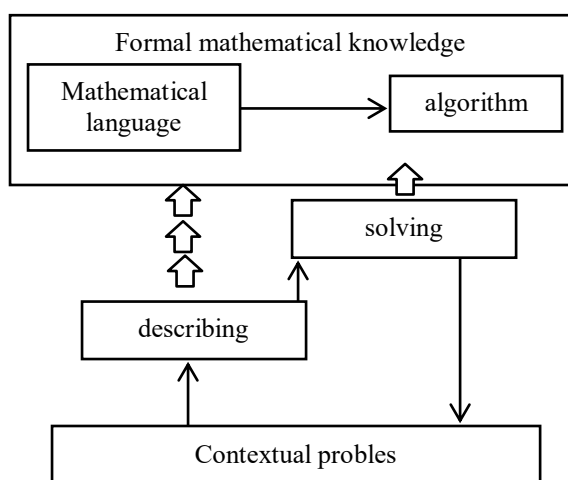 Formal mathematical knowledge
Mathematical
language
algorithm
solving
describing
Contextual probles